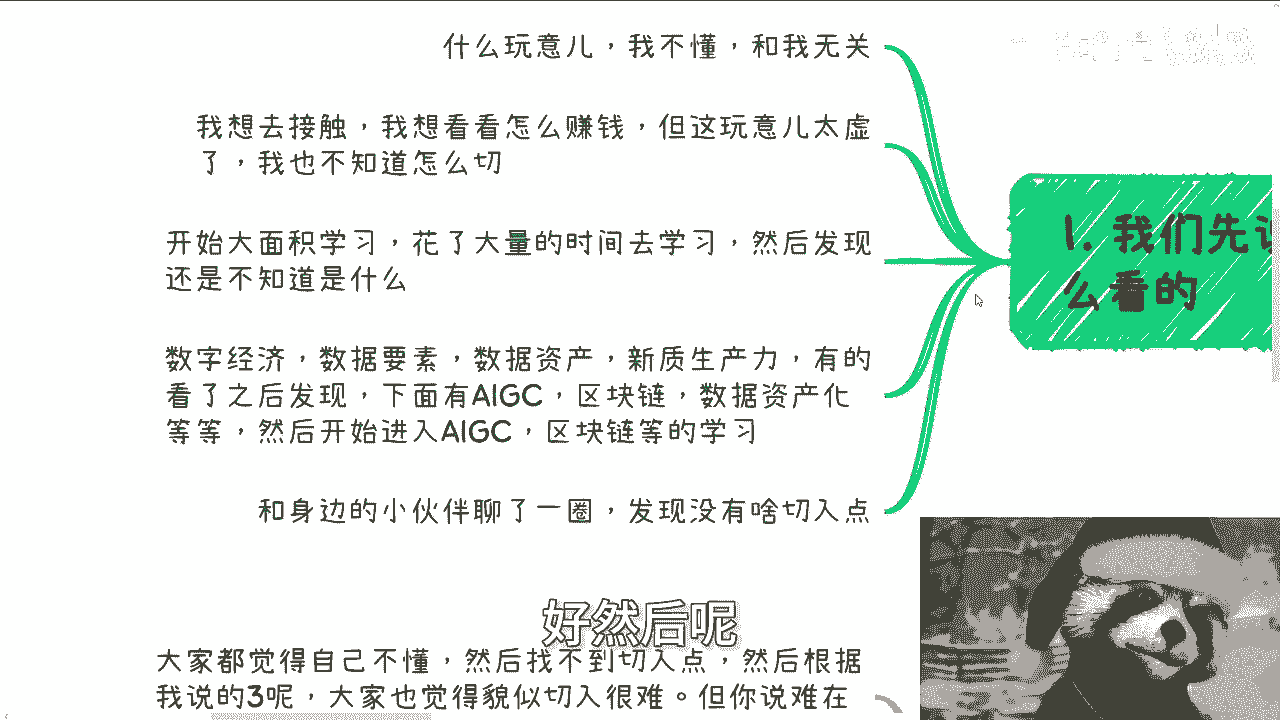 什么玩意儿，我不懂，和我无关
我想去接触，我想看看怎么赚钱，但这玩意儿太虚
了，我也不知道怎么切
开始大面积学习，花了大量的时间去学习，然后发现
还是不知道是什么
数字经济，数据要素，数据资产，新质生产力，有的
看了之后发现，下面有AIGC，区块链，数据资产化
等等，然后开始进入AIGC，区块链等的学习
和身边的小伙伴聊了一圈，发现没有啥切入点
1. 我们先说
么看的
好然后呢
大家都觉得自己不懂，然后找不到切入点，然后根据
我说的3呢，大家也觉得貌似切入很难。但你说难在